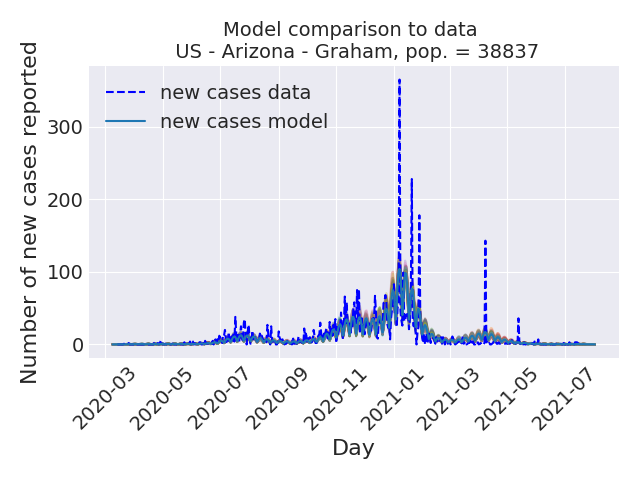 Model comparison to data
US - Arizona - Graham, pop. = 38837
Number of new cases reported
new cases data
new cases model
300
200
100
0
2020-03
2020-05
2020-07
2020-09
2020-11
2021-01
2021-03
2021-05
2021-07
Day